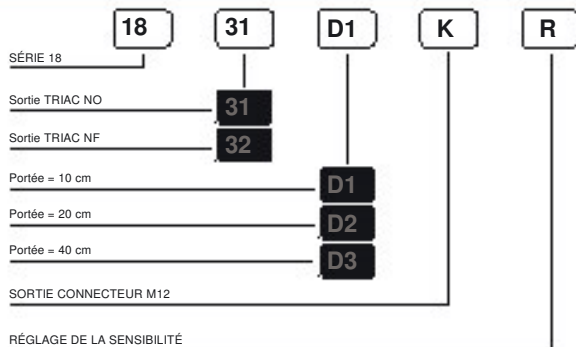 18 31 D1 K R
SÉRIE 18
Sortie TRIAC NO 31
Sortie TRIAC NF 32
Portée = 10 cm D1
Portée = 20 cm D2
Portée = 40 cm D3
SORTIE CONNECTEUR M12
RÉGLAGE DE LA SENSIBILITÉ